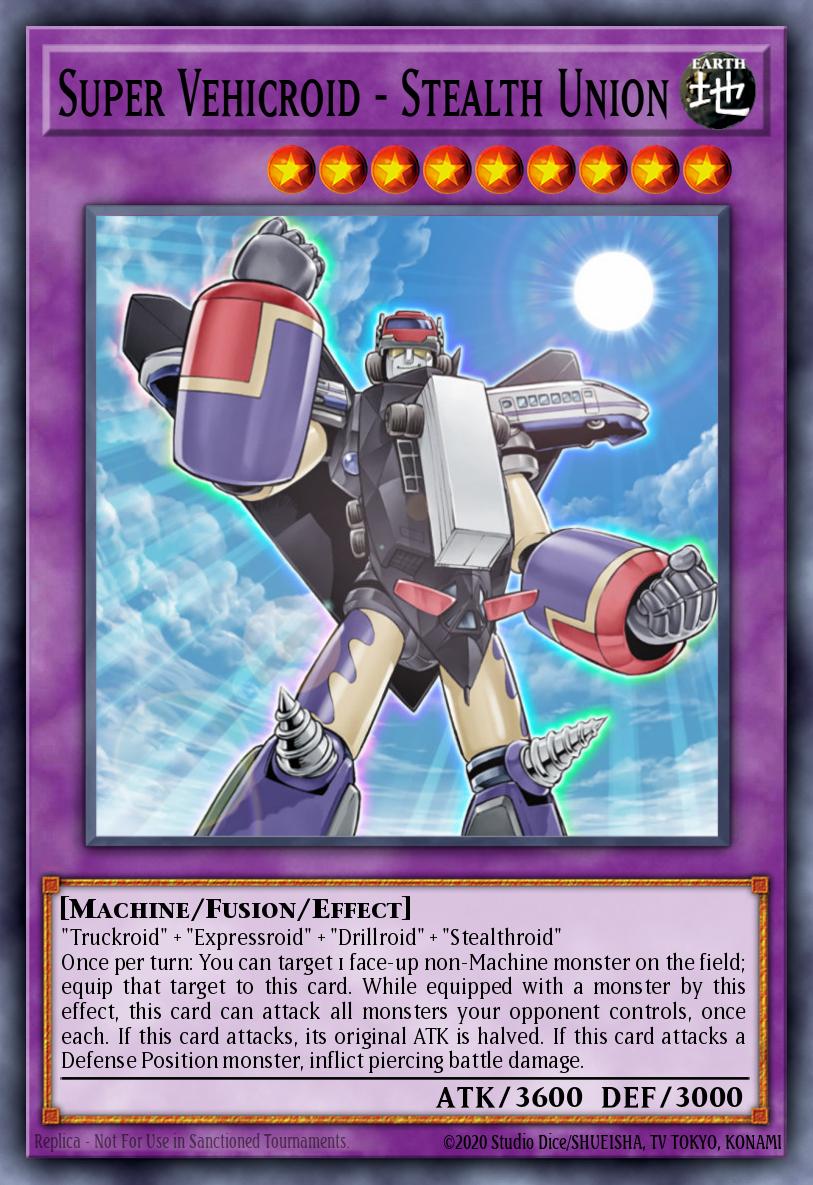 Super Vehicroid - Stealth Union
EARTH
地
[Machine/Fusion/Effect]
"Truckroid" + "Expressroid" + "Drillroid" + "Stealthroid"
Once per turn: You can target 1 face-up non-Machine monster on the field;
equip that target to this card. While equipped with a monster by this
effect, this card can attack all monsters your opponent controls, once
each. If this card attacks, its original ATK is halved. If this card attacks a
Defense Position monster, inflict piercing battle damage.
ATK/3600 DEF/3000
Replica - Not For Use in Sanctioned Tournaments.
©2020 Studio Dice/SHUEISHA, TV TOKYO, KONAMI